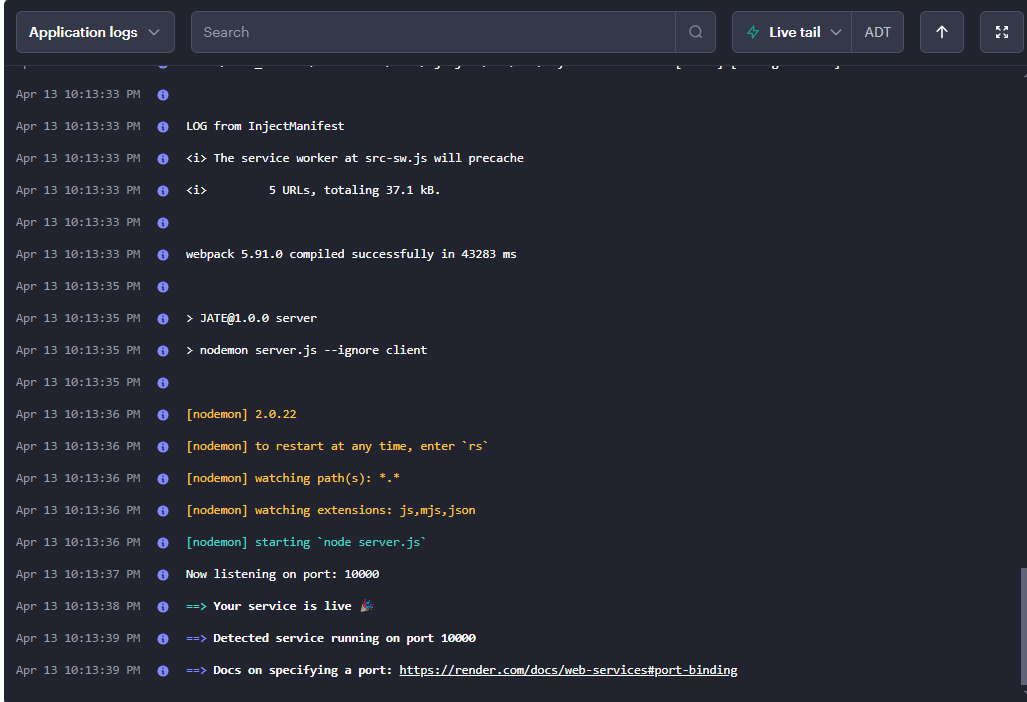 Application logs
Search
Live tail
ADT
Apr 13 10:13:33 PM
Apr 13 10:13:33 PM LOG from InjectManifest
Apr 13 10:13:33 PM <i> The service worker at src-sw.js will precache
Apr 13 10:13:33 PM <i> 5 URLs, totaling 37.1 kB.
Apr 13 10:13:33 PM
Apr 13 10:13:33 PM webpack 5.91.0 compiled successfully in 43283 ms
Apr 13 10:13:35 PM
Apr 13 10:13:35 PM > JATE@1.0.0 server
Apr 13 10:13:35 PM > nodemon server.js --ignore client
Apr 13 10:13:35 PM
Apr 13 10:13:36 PM [nodemon] 2.0.22
Apr 13 10:13:36 PM [nodemon] to restart at any time, enter `rs`
Apr 13 10:13:36 PM [nodemon] watching path(s): *.*
Apr 13 10:13:36 PM [nodemon] watching extensions: js,mjs,json
Apr 13 10:13:36 PM [nodemon] starting `node server.js`
Apr 13 10:13:37 PM Now listening on port: 10000
Apr 13 10:13:38 PM ==> Your service is live 🎉
Apr 13 10:13:39 PM ==> Detected service running on port 10000
Apr 13 10:13:39 PM ==> Docs on specifying a port: https://render.com/docs/web-services#port-binding